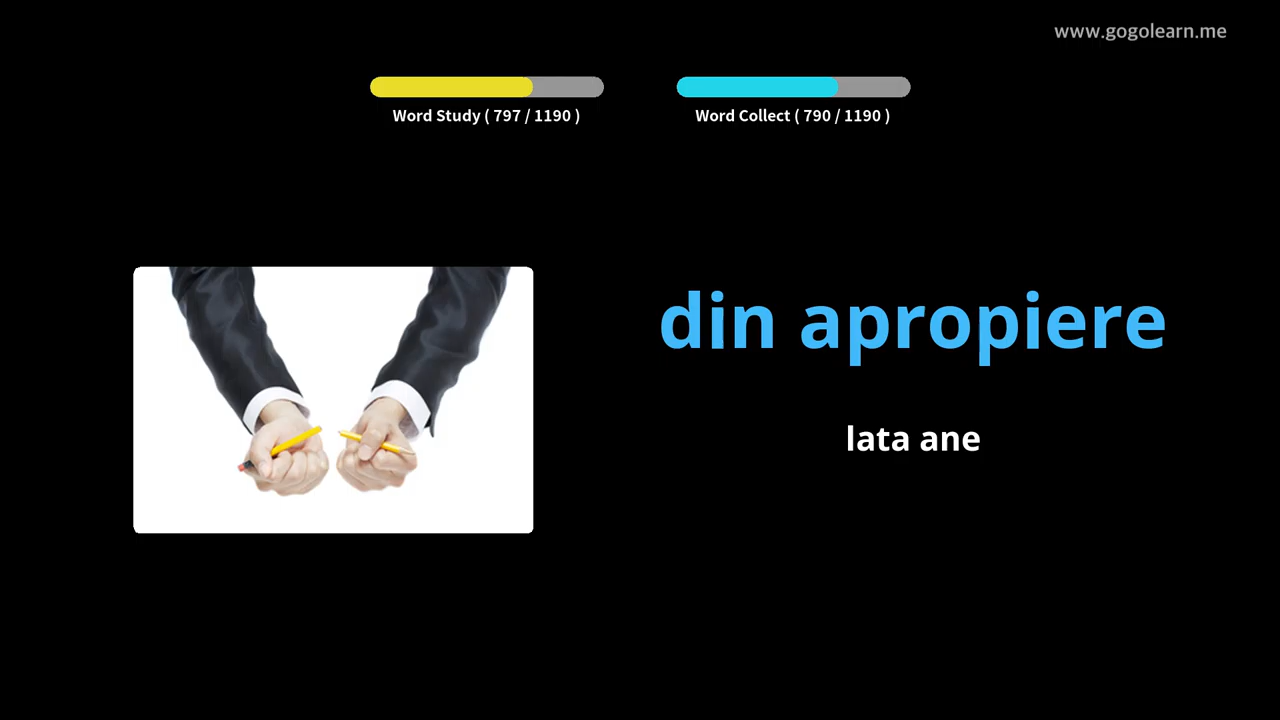 www.gogolearn.me
Word Study ( 797 / 1190 )
Word Collect ( 790 / 1190 )
din apropiere
lata ane